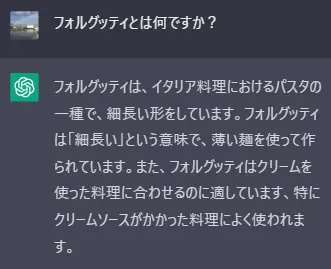 フォルグッティとは何ですか？
フォルグッティは、イタリア料理におけるパスタの
一種で、細長い形をしています。フォルグッティ
は「細長い」という意味で、薄い麺を使って作
られています。また、フォルグッティはクリームを
使った料理に合わせるのに適しています、特に
クリームソースがかかった料理によく使われま
す。